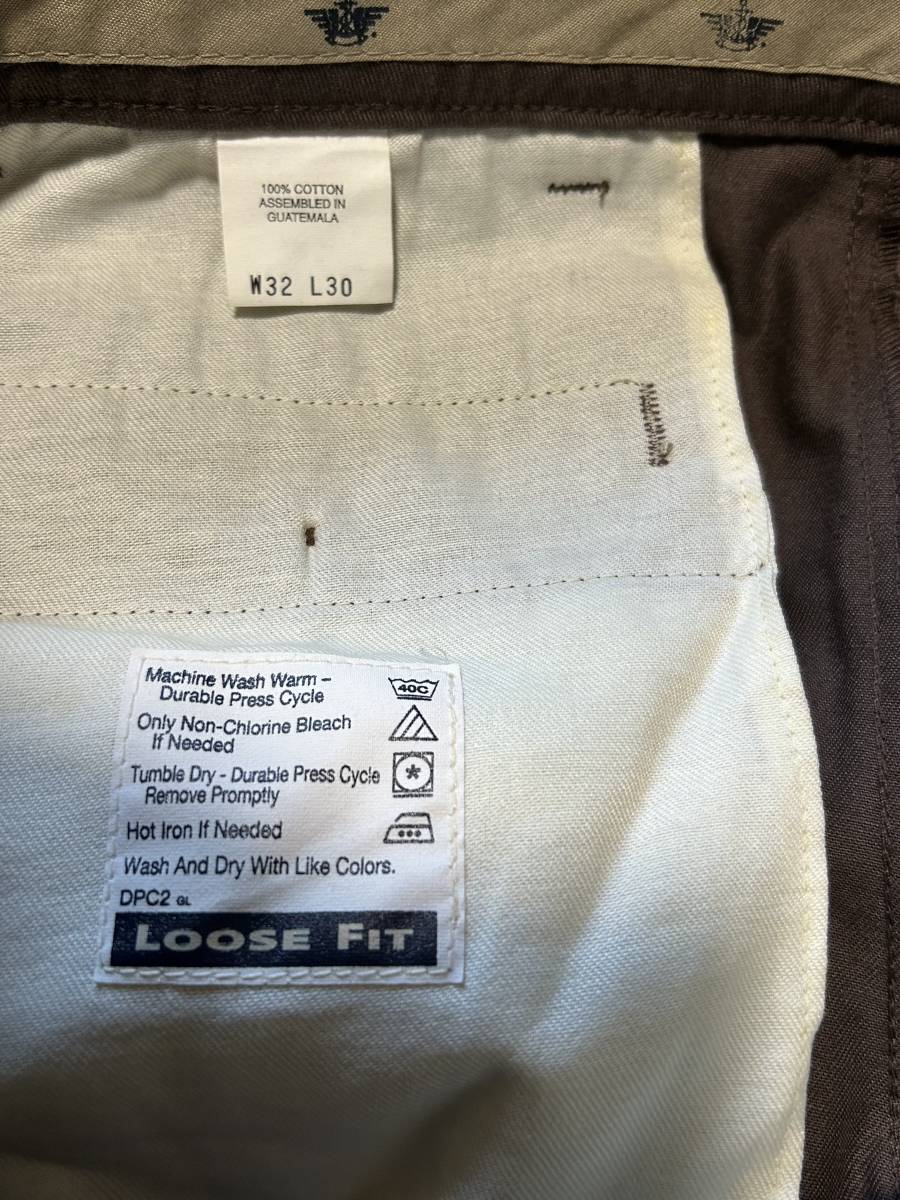 100% COTTON
ASSEMBLED IN
GUATEMALA
W32 L30
Machine Wash Warm –
Durable Press Cycle
40C
Only Non-Chlorine Bleach
If Needed
Tumble Dry - Durable Press Cycle
Remove Promptly
Hot Iron If Needed
Wash And Dry With Like Colors.
DPC2 GL
LOOSE FIT